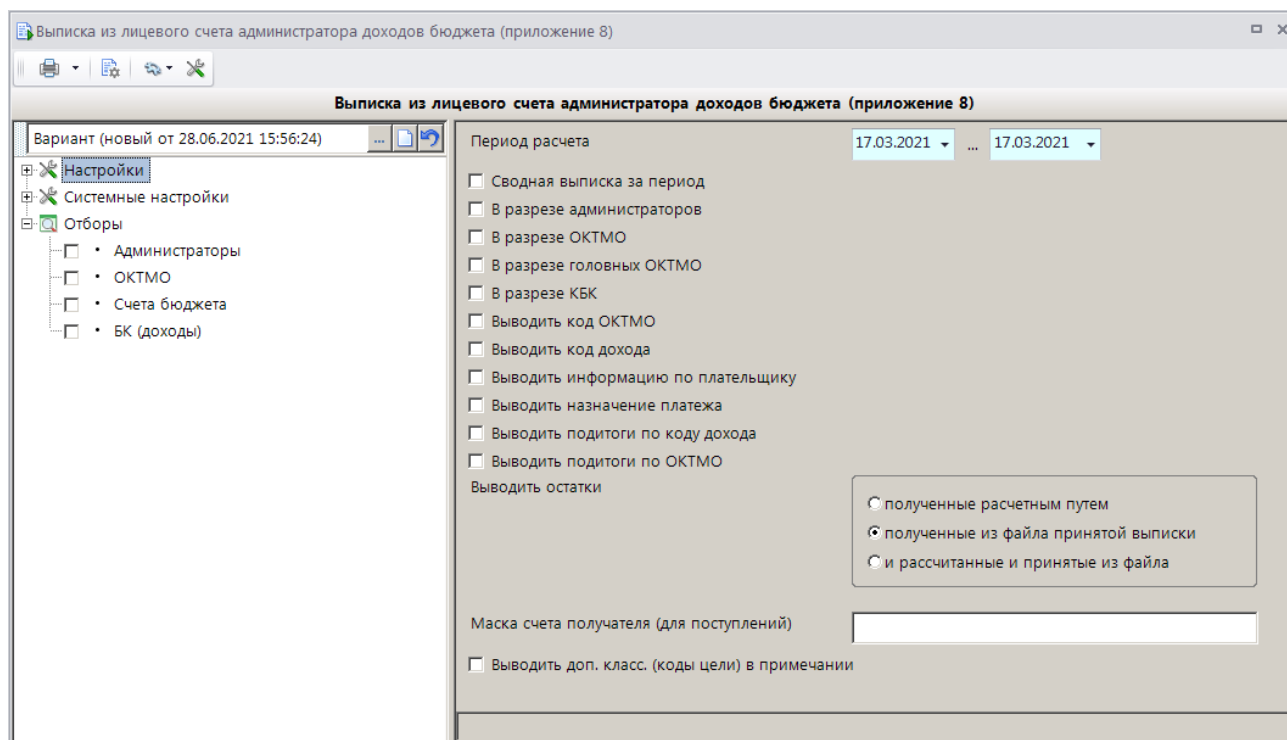 Выписка из лицевого счета администратора доходов бюджета (приложение 8)
Выписка из лицевого счета администратора доходов бюджета (приложение 8)
Вариант (новый от 28.06.2021 15:56:24)
...
Настройки
Системные настройки
Отборы
Администраторы
ОКТМО
Счета бюджета
БК (доходы)
Период расчета 17.03.2021 ... 17.03.2021
Сводная выписка за период
В разрезе администраторов
В разрезе ОКТМО
В разрезе головных ОКТМО
В разрезе КБК
Выводить код ОКТМО
Выводить код дохода
Выводить информацию по плательщику
Выводить назначение платежа
Выводить подитоги по коду дохода
Выводить подитоги по ОКТМО
Выводить остатки
полученные расчетным путем
полученные из файла принятой выписки
и рассчитанные и принятые из файла
Маска счета получателя (для поступлений)
Выводить доп. класс. (коды цели) в примечании